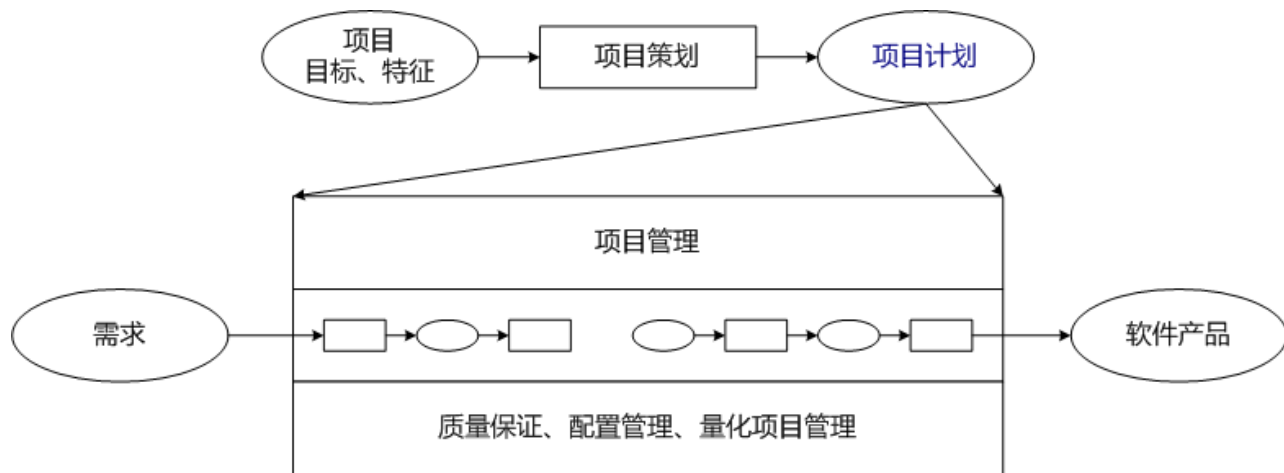 项目
目标、特征
项目策划
项目计划
项目管理
需求
软件产品
质量保证、配置管理、量化项目管理